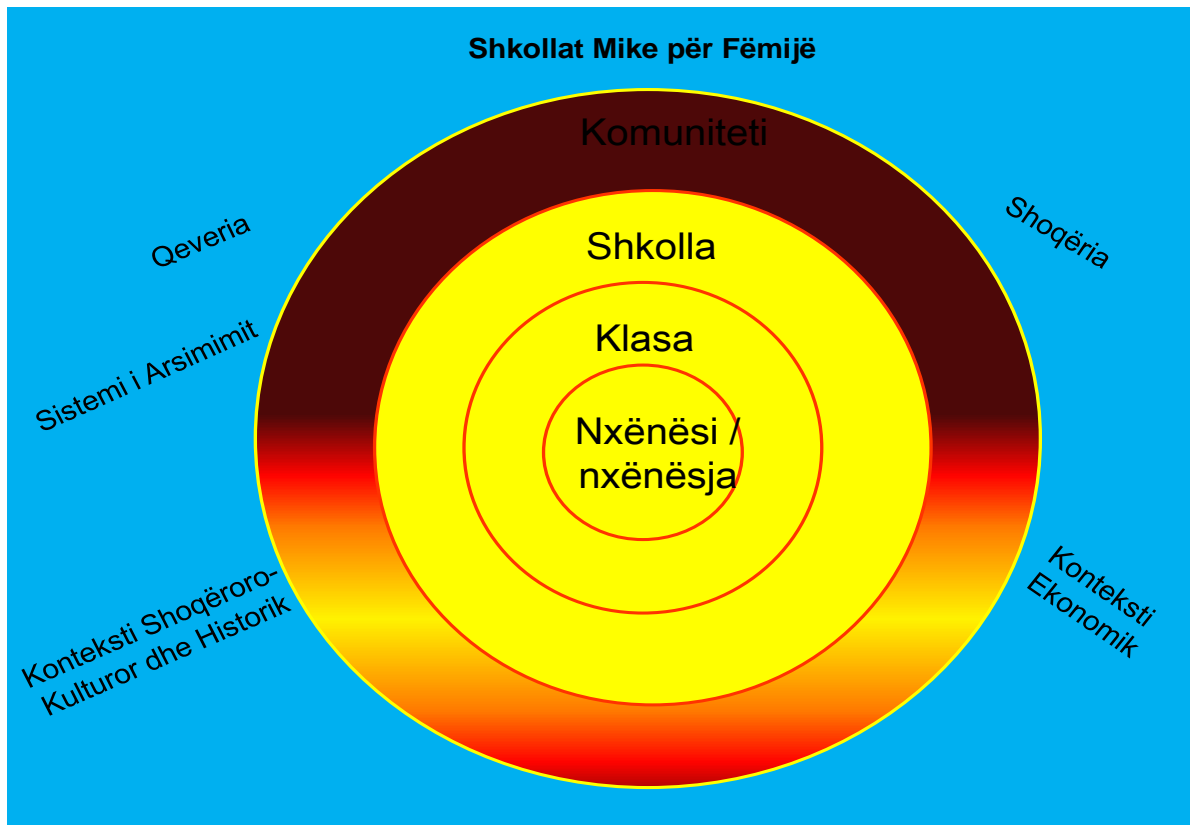 Shkollat Mike për Fëmijë
Komuniteti
Shkolla
Klasa
Nxënësi /
nxënësja
Qeveria
Sistemi i Arsimimit
Konteksti Shoqëroro-
Kulturor dhe Historik
Shoqëria
Konteksti
Ekonomik